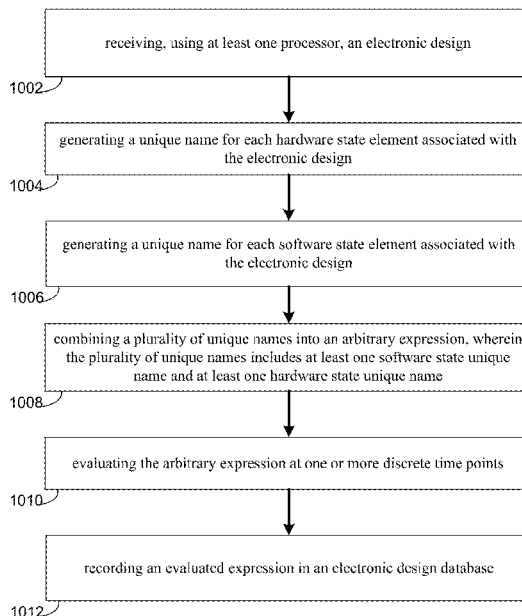 receiving, using at least one processor, an electronic design
1002
generating a unique name for each hardware state element associated with
the electronic design
1004
generating a unique name for each software state element associated with
the electronic design
1006
combining a plurality of unique names into an arbitrary expression, wherein
the plurality of unique names includes at least one software state unique
name and at least one hardware state unique name
1008
evaluating the arbitrary expression at one or more discrete time points
1010
recording an evaluated expression in an electronic design database
1012